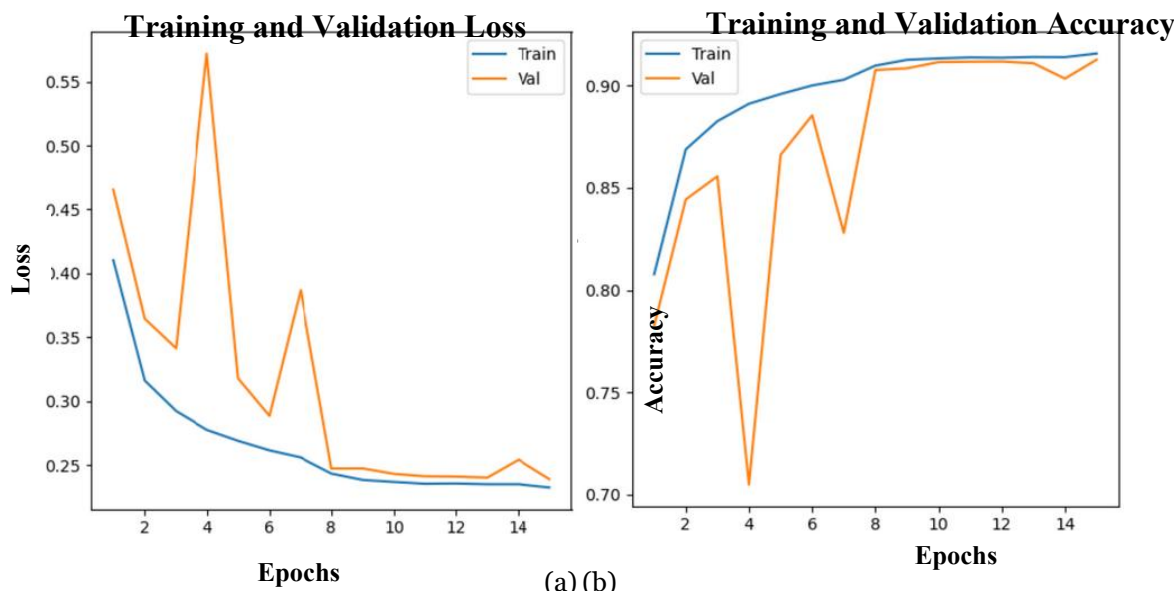 Training and Validation Loss
Train
Val
0.55
0.50
0.45
0.40
0.35
0.30
0.25
Loss
2 4 6 8 10 12 14
Epochs
Training and Validation Accuracy
Train
Val
0.90
0.85
0.80
0.75
0.70
Accuracy
2 4 6 8 10 12 14
Epochs
(a) (b)